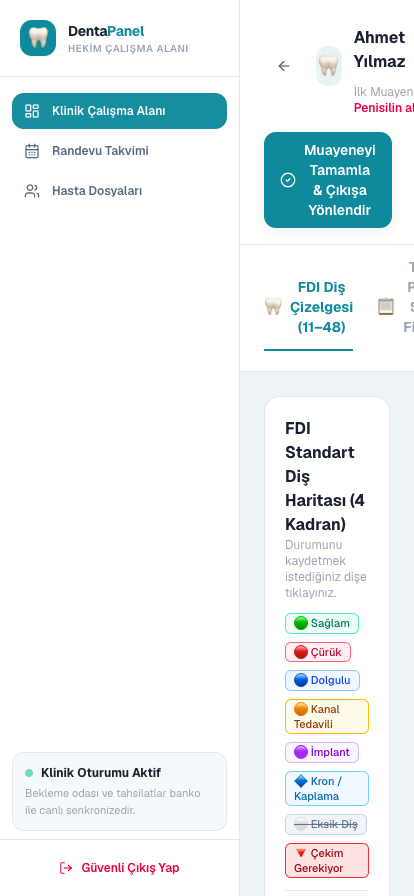 DentaPanel
HEKİM ÇALIŞMA ALANI
Klinik Çalışma Alanı
Randevu Takvimi
Hasta Dosyaları
Klinik Oturumu Aktif
Bekleme odası ve tahsilatlar banko
ile canlı senkronizedir.
Güvenli Çıkış Yap
Ahmet
Yılmaz
İlk Muayen
Penisilin al
Muayeneyi
Tamamla
& Çıkışa
Yönlendir
FDI Diş
Çizelgesi
(11–48)
FDI
Standart
Diş
Haritası (4
Kadran)
Durumunu
kaydetmek
istediğiniz dişe
tıklayınız.
Sağlam
Çürük
Dolgulu
Kanal
Tedavili
İmplant
Kron /
Kaplama
Eksik Diş
Çekim
Gerekiyor